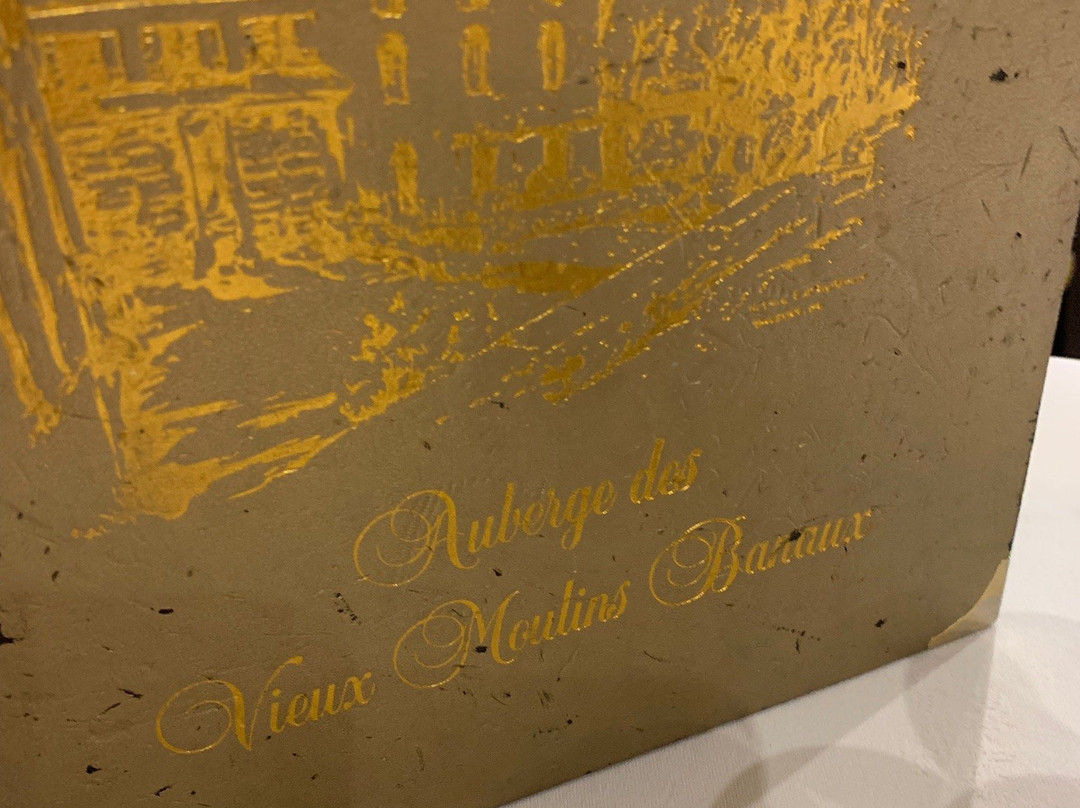 Auberge des
Vieux Moulins Banaux